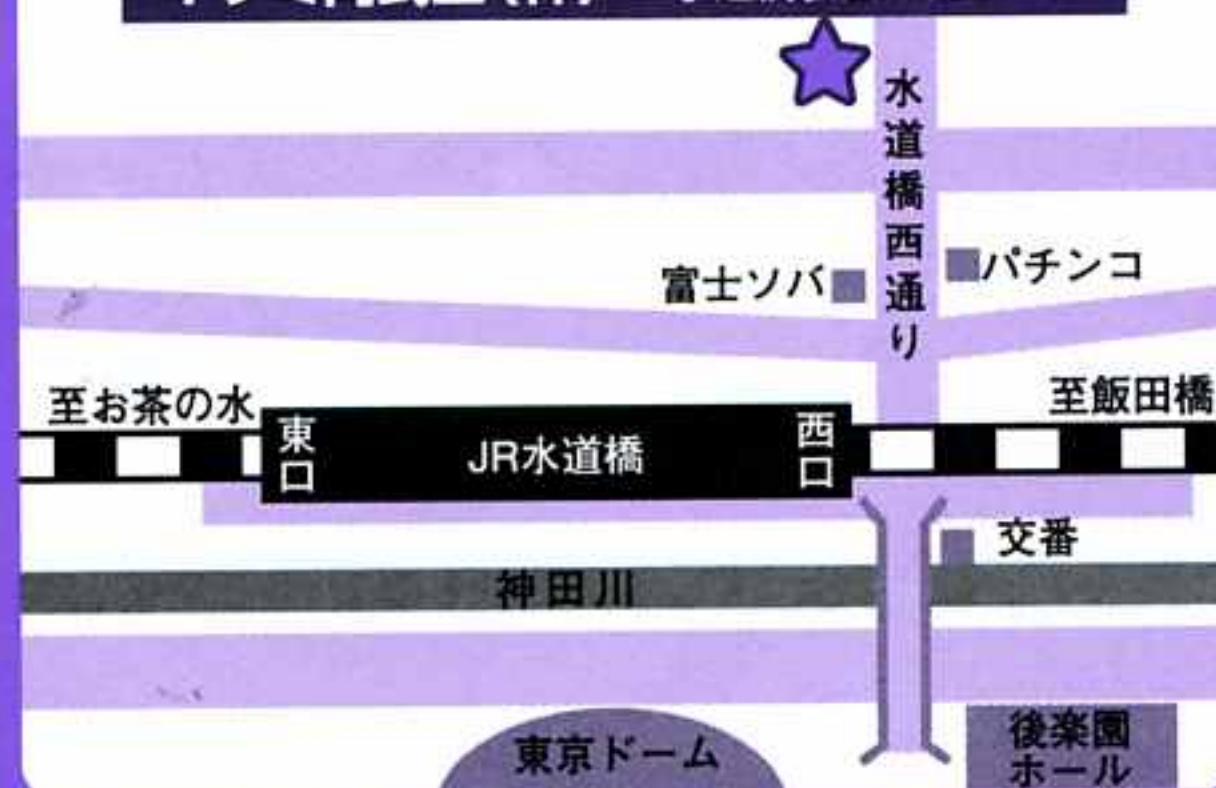 水道橋西通り
富士ソバ
パチンコ
至お茶の水
至飯田橋
東口
JR水道橋
西口
交番
神田川
東京ドーム
後楽園
ホール